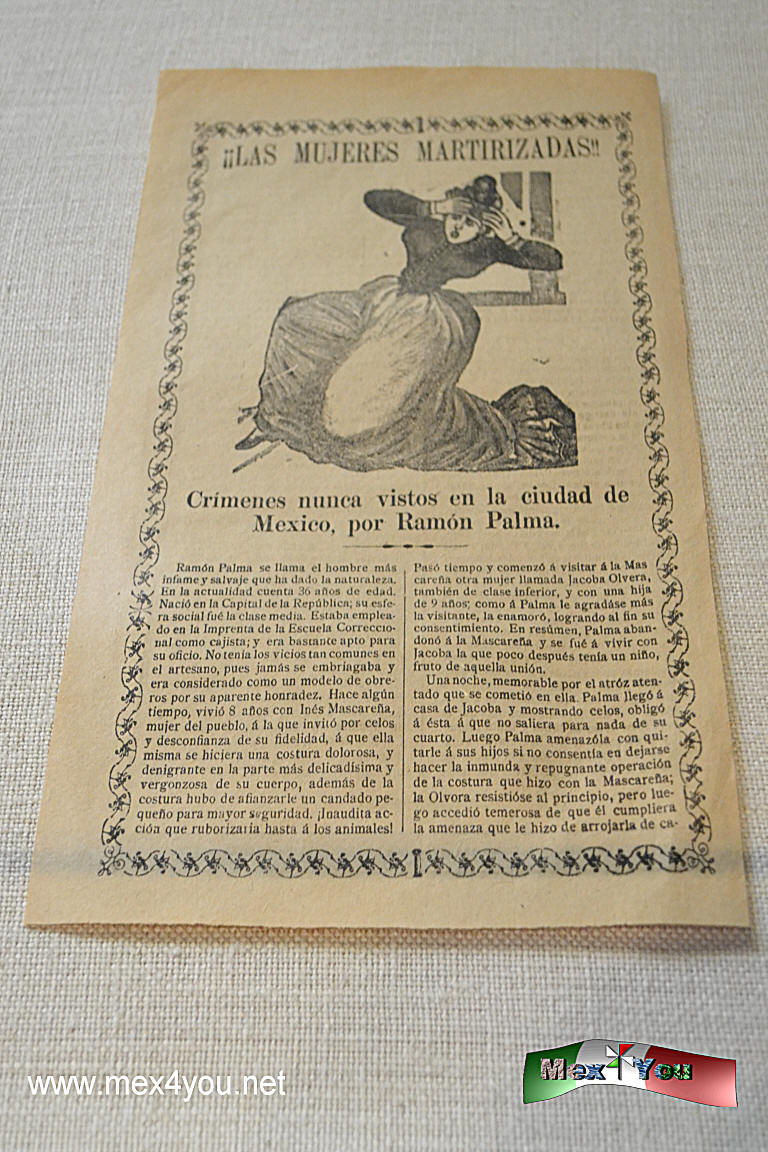 ¡¡LAS MUJERES MARTIRIZADAS!!
Crímenes nunca vistos en la ciudad de
Mexico, por Ramón Palma.
Ramón Palma se llama el hombre más
infame y salvaje que ha dado la naturaleza.
En la actualidad cuenta 36 años de edad.
Nació en la Capital de la República; su esfe-
ra social fué la clase media. Estaba emplea-
do en la Imprenta de la Escuela Correccio-
nal como cajista; y era bastante apto para
su oficio. No tenía los vicios tan comunes en
el artesano, pues jamás se embriagaba y
era considerado como un modelo de obre-
ros por su aparente honradez. Hace algún
tiempo, vivió 8 años con Inés Mascareña,
mujer del pueblo, á la que invitó por celos
y desconfianza de su fidelidad, á que ella
misma se hiciera una costura dolorosa, y
denigrante en la parte más delicadísima y
vergonzosa de su cuerpo, además de la
costura hubo de afianzarle un candado pe-
queño para mayor seguridad. ¡Inaudita ac-
ción que ruborizaría hasta á los animales!
Pasó tiempo y comenzó á visitar á la Mas
careña otra mujer llamada Jacoba Olvera,
también de clase inferior, y con una hija
de 9 años; como á Palma le agradáse más
la visitante, la enamoró, logrando al fin su
consentimiento. En resúmen, Palma aban-
donó á la Mascareña y se fué á vivir con
Jacoba la que poco después tenía un niño,
fruto de aquella unión.
Una noche, memorable por el atróz aten-
tado que se cometió en ella. Palma llegó á
casa de Jacoba y mostrando celos, obligó
á ésta á que no saliera para nada de su
cuarto. Luego Palma amenazóla con qui-
tarle á sus hijos si no consentía en dejarse
hacer la inmunda y repugnante operación
de la costura que hizo con la Mascareña;
la Olvora resistióse al principio, pero lue-
go accedió temerosa de que él cumpliera
la amenaza que le hizo de arrojarla de ca-
www.mex4you.net
Mex4You